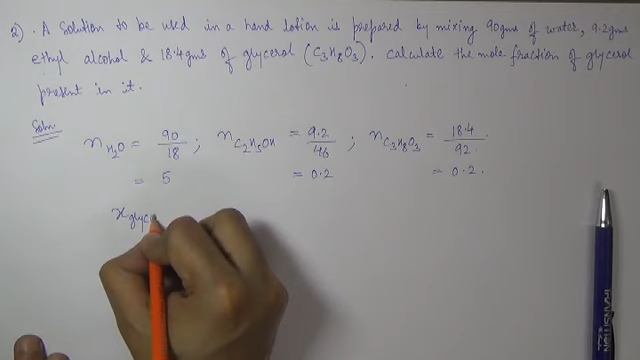 2) . A solution to be used in a hand lotion is prepared by mixing 90gms of water, 9.2gms
ethyl alcohol & 18.4gms of glycerol (C3H8O3). Calculate the mole fraction of glycerol
present in it.
Soln
nH2O = 90/18 ; nC2H5OH = 9.2/46 ; nC3H8O3 = 18.4/92.
= 5 = 0.2 = 0.2.
xglyc